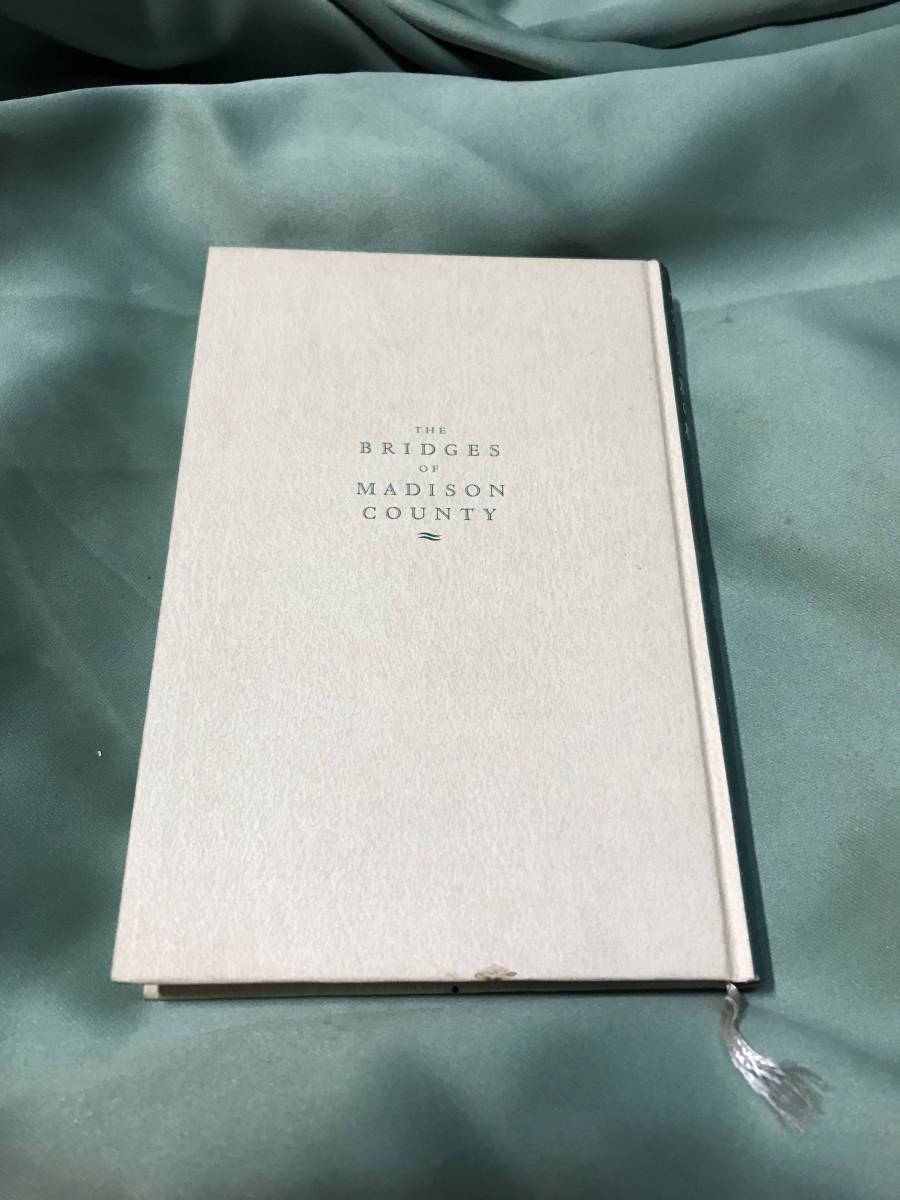 THE
BRIDGES
OF
MADISON
COUNTY